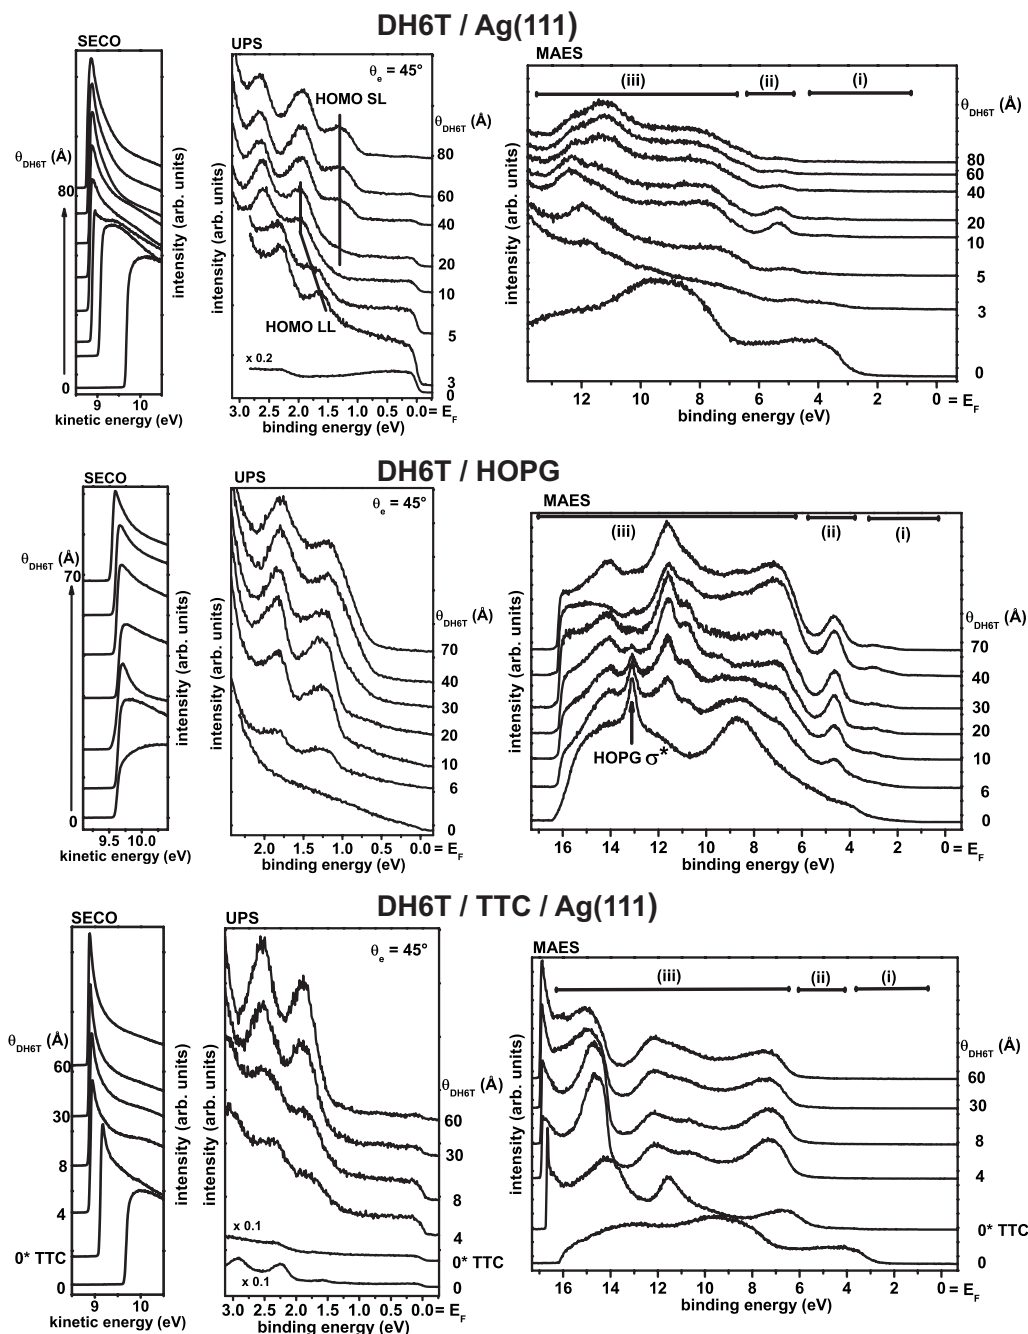 DH6T / Ag(111)
SECO
UPS
MAES
θe = 45°
HOMO SL
HOMO LL
x 0.2
(iii)
(ii)
(i)
θDH6T (Å)
80
0
intensity (arb. units)
θDH6T (Å)
80
60
40
20
10
5
3
0
intensity (arb. units)
θDH6T (Å)
80
60
40
20
10
5
3
0
9 10
kinetic energy (eV)
3.0 2.5 2.0 1.5 1.0 0.5 0.0 = EF
binding energy (eV)
12 10 8 6 4 2 0 = EF
binding energy (eV)
intensity (arb. units)
DH6T / HOPG
SECO
UPS
MAES
θe = 45°
(iii)
(ii)
(i)
θDH6T (Å)
70
0
intensity (arb. units)
θDH6T (Å)
70
40
30
20
10
6
0
intensity (arb. units)
HOPG σ*
θDH6T (Å)
70
40
30
20
10
6
0
9.5 10.0
kinetic energy (eV)
2.0 1.5 1.0 0.5 0.0 = EF
binding energy (eV)
16 14 12 10 8 6 4 2 0 = EF
binding energy (eV)
intensity (arb. units)
DH6T / TTC / Ag(111)
SECO
UPS
MAES
θe = 45°
(iii)
(ii)
(i)
θDH6T (Å)
60
30
8
4
0* TTC
0
intensity (arb. units)
x 0.1
x 0.1
θDH6T (Å)
60
30
8
4
0* TTC
0
intensity (arb. units)
θDH6T (Å)
60
30
8
4
0* TTC
0
9 10
kinetic energy (eV)
3.0 2.5 2.0 1.5 1.0 0.5 0.0 = EF
binding energy (eV)
16 14 12 10 8 6 4 2 0 = EF
binding energy (eV)
intensity (arb. units)